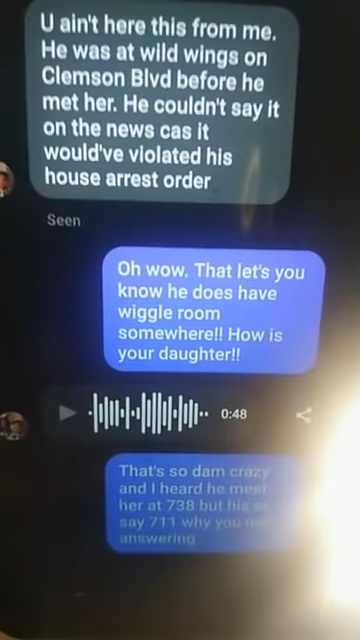 U ain't here this from me.
He was at wild wings on
Clemson Blvd before he
met her. He couldn't say it
on the news cas it
would've violated his
house arrest order
Seen
Oh wow. That let's you
know he does have
wiggle room
somewhere!! How is
your daughter!!
0:48
That's so dam crazy
and I heard he meet
her at 738 but his
say 711 why you
answering